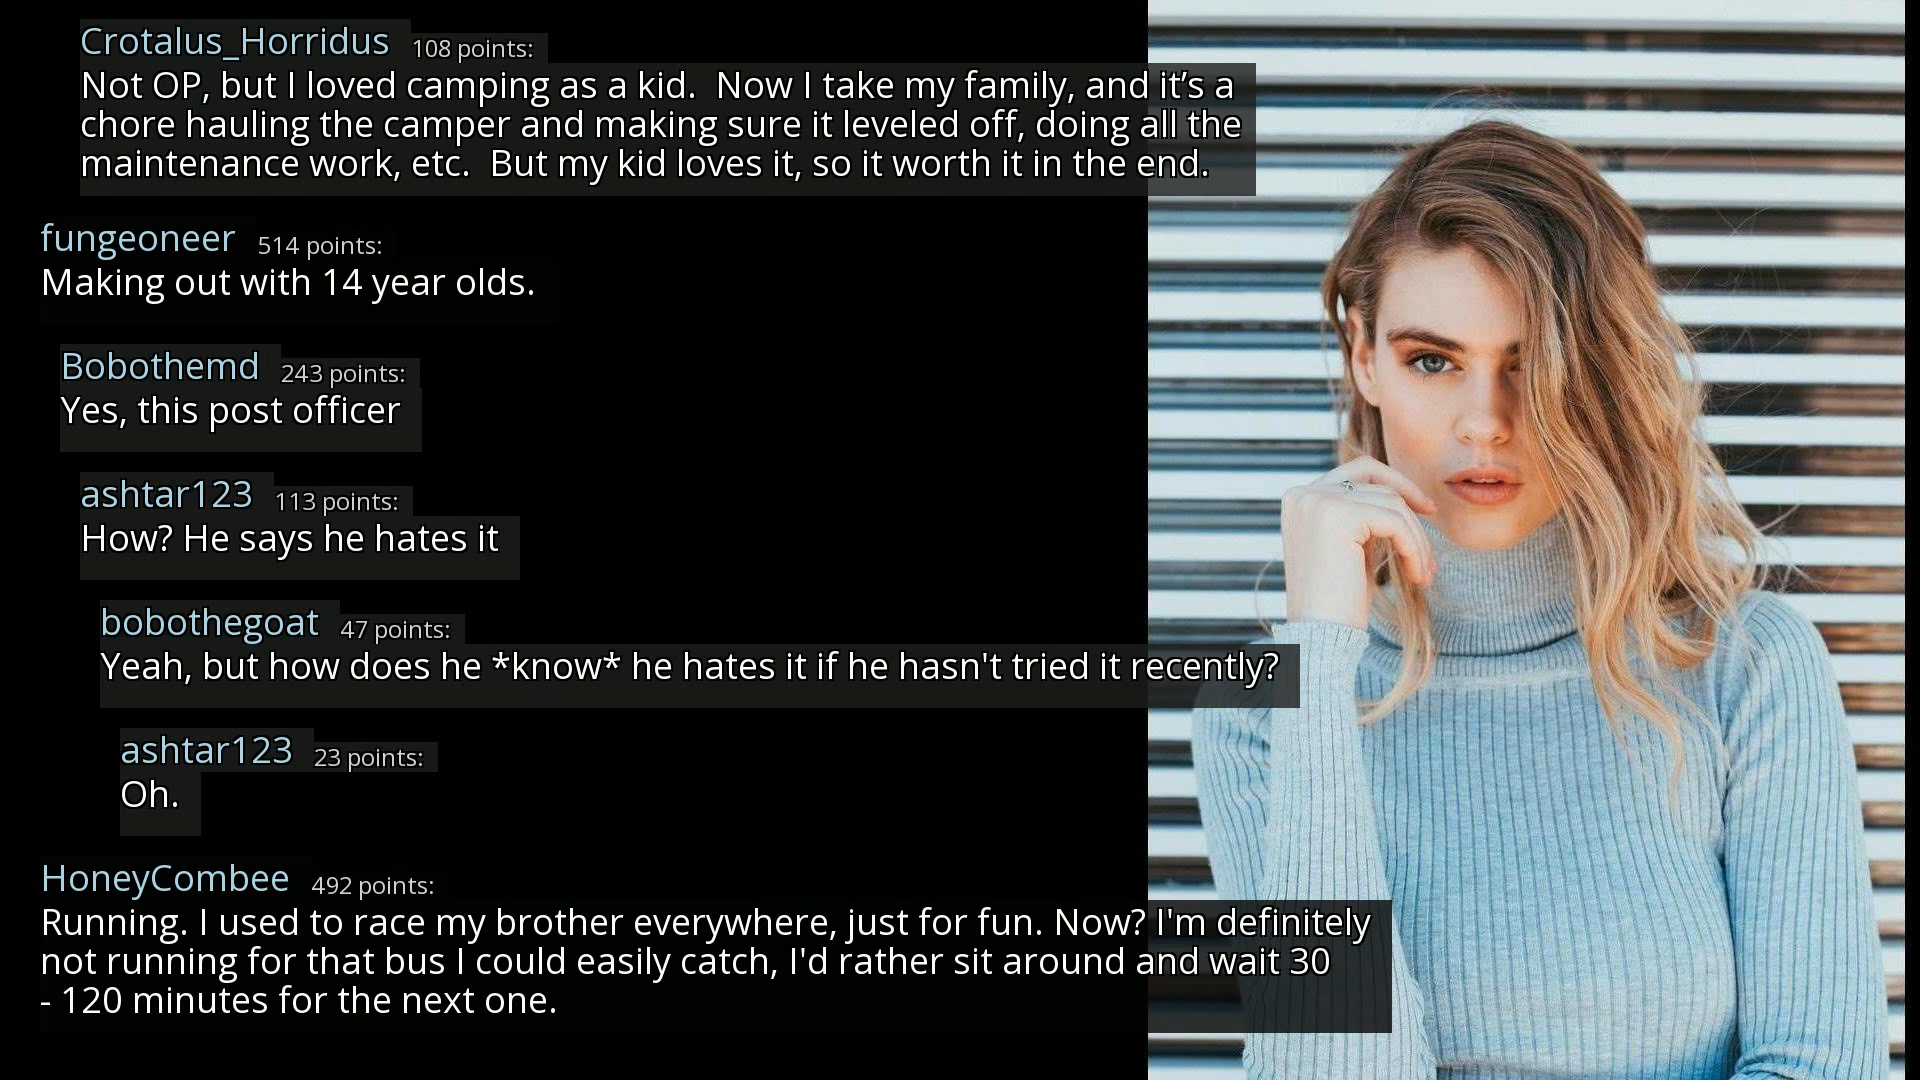 Crotalus_Horridus 108 points:
Not OP, but I loved camping as a kid.  Now I take my family, and it’s a
chore hauling the camper and making sure it leveled off, doing all the
maintenance work, etc.  But my kid loves it, so it worth it in the end.
fungeoneer 514 points:
Making out with 14 year olds.
Bobothemd 243 points:
Yes, this post officer
ashtar123 113 points:
How? He says he hates it
bobothegoat 47 points:
Yeah, but how does he *know* he hates it if he hasn't tried it recently?
ashtar123 23 points:
Oh.
HoneyCombee 492 points:
Running. I used to race my brother everywhere, just for fun. Now? I'm definitely
not running for that bus I could easily catch, I'd rather sit around and wait 30
- 120 minutes for the next one.